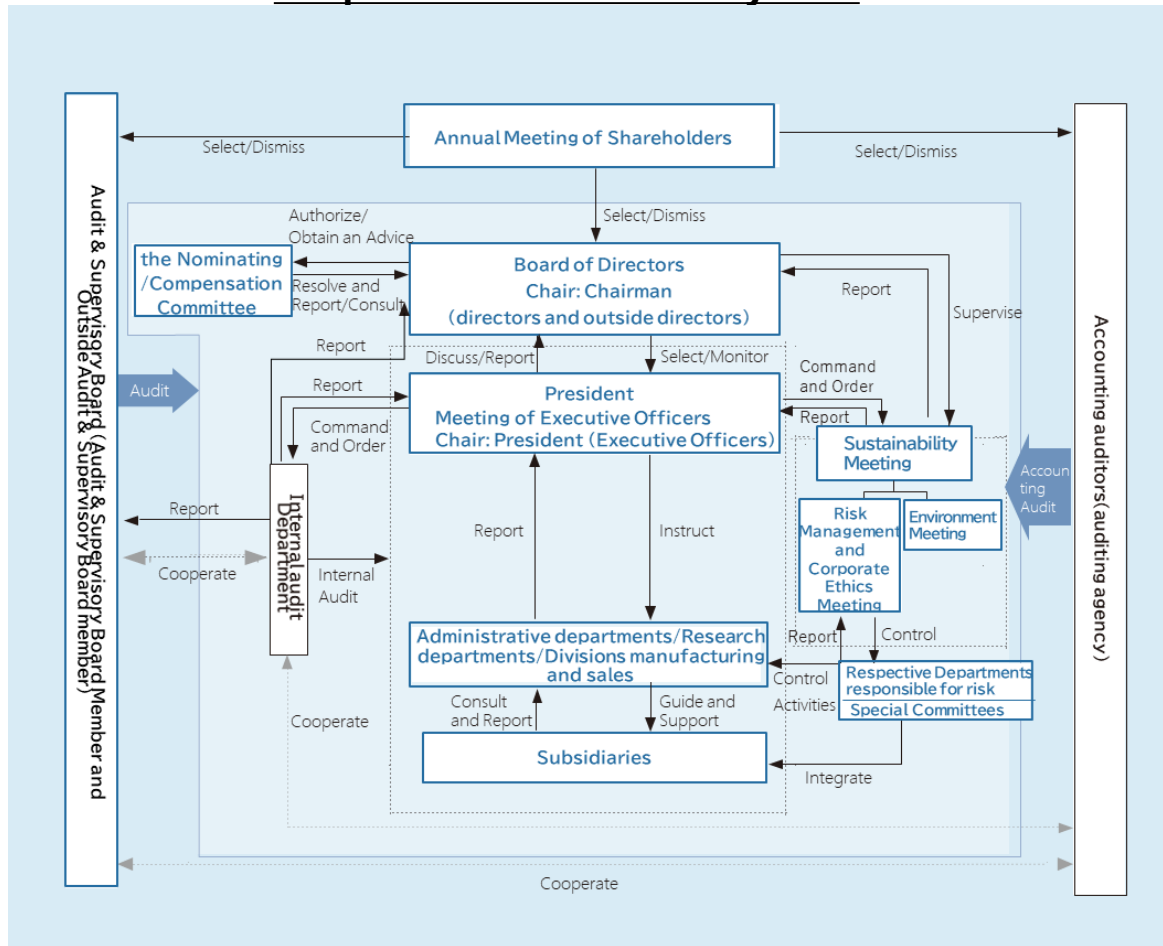 Annual Meeting of Shareholders
Select/Dismiss
Select/Dismiss
Select/Dismiss
Authorize/
Obtain an Advice
the Nominating
/Compensation
Committee
Resolve and
Report/Consult
Board of Directors
Chair: Chairman
(directors and outside directors)
Report
Supervise
Report
Discuss/Report
Select/Monitor
Audit
Report
Command
and Order
President
Meeting of Executive Officers
Chair: President (Executive Officers)
Command
and Order
Report
Sustainability
Meeting
Risk
Management
and
Corporate
Ethics
Meeting
Environment
Meeting
Accoun
ting
Audit
Internal audit
Department
Report
Cooperate
Internal
Audit
Report
Instruct
Administrative departments/Research
departments/Divisions manufacturing
and sales
Report
Control
Control
Activities
Respective Departments
responsible for risk
Special Committees
Consult
and Report
Guide and
Support
Cooperate
Subsidiaries
Integrate
Cooperate
Audit & Supervisory Board (Audit & Supervisory Board Member and
Outside Audit & Supervisory Board member)
Accounting auditors(auditing agency)